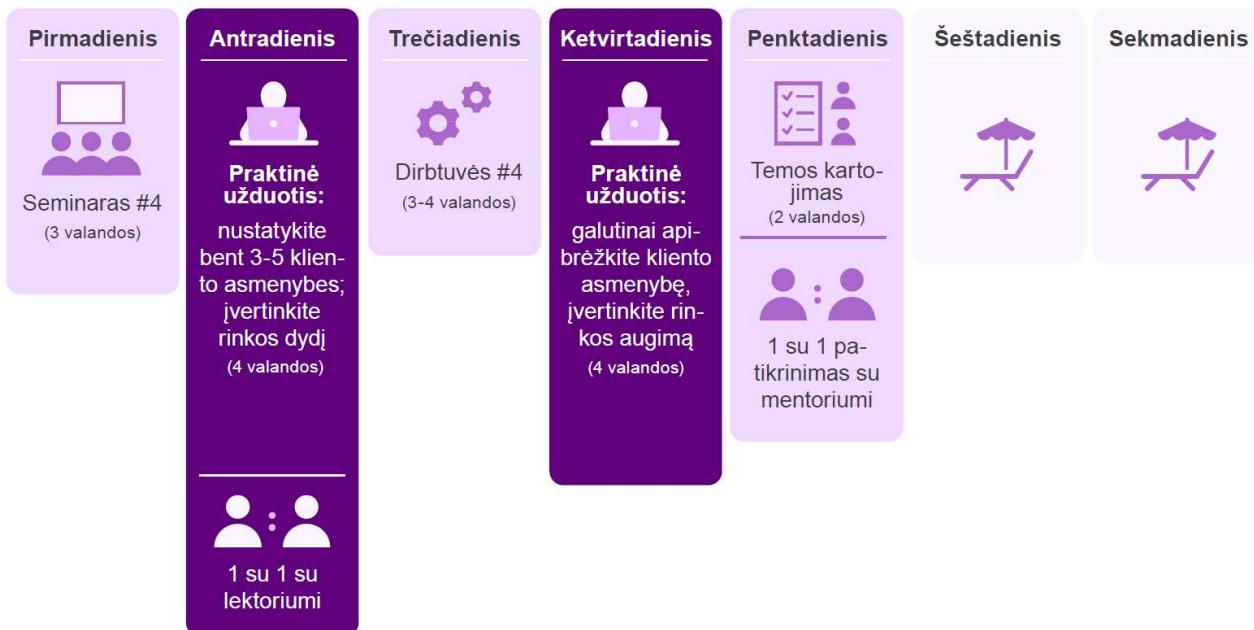 Pirmadienis
Seminaras #4
(3 valandos)
Antradienis
Praktinė
užduotis:
nustatykite
bent 3-5 klien-
to asmenybes;
įvertinkite
rinkos dydį
(4 valandos)
1 su 1 su
lektoriumi
Trečiadienis
Dirbtuvės #4
(3-4 valandos)
Ketvirtadienis
Praktinė
užduotis:
galutinai api-
brėžkite kliento
asmenybę,
įvertinkite rin-
kos augimą
(4 valandos)
Penktadienis
Temos karto-
jimas
(2 valandos)
1 su 1 pa-
tikrinimas su
mentoriumi
Šeštadienis
Sekmadienis